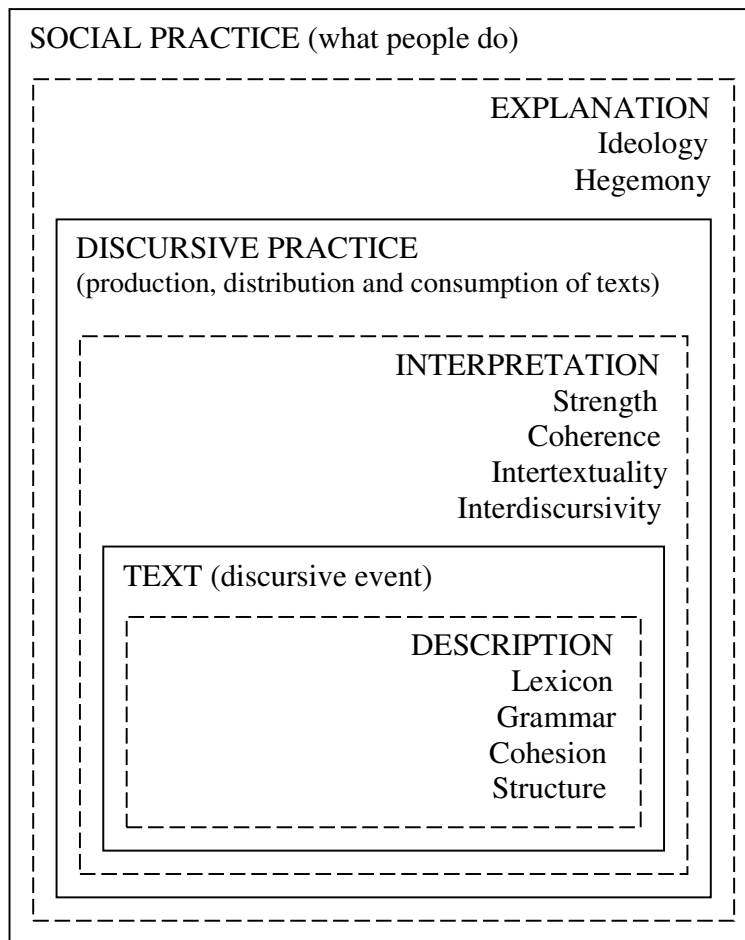 SOCIAL PRACTICE (what people do)
EXPLANATION
Ideology
Hegemony
DISCURSIVE PRACTICE
(production, distribution and consumption of texts)
INTERPRETATION
Strength
Coherence
Intertextuality
Interdiscursivity
TEXT (discursive event)
DESCRIPTION
Lexicon
Grammar
Cohesion
Structure